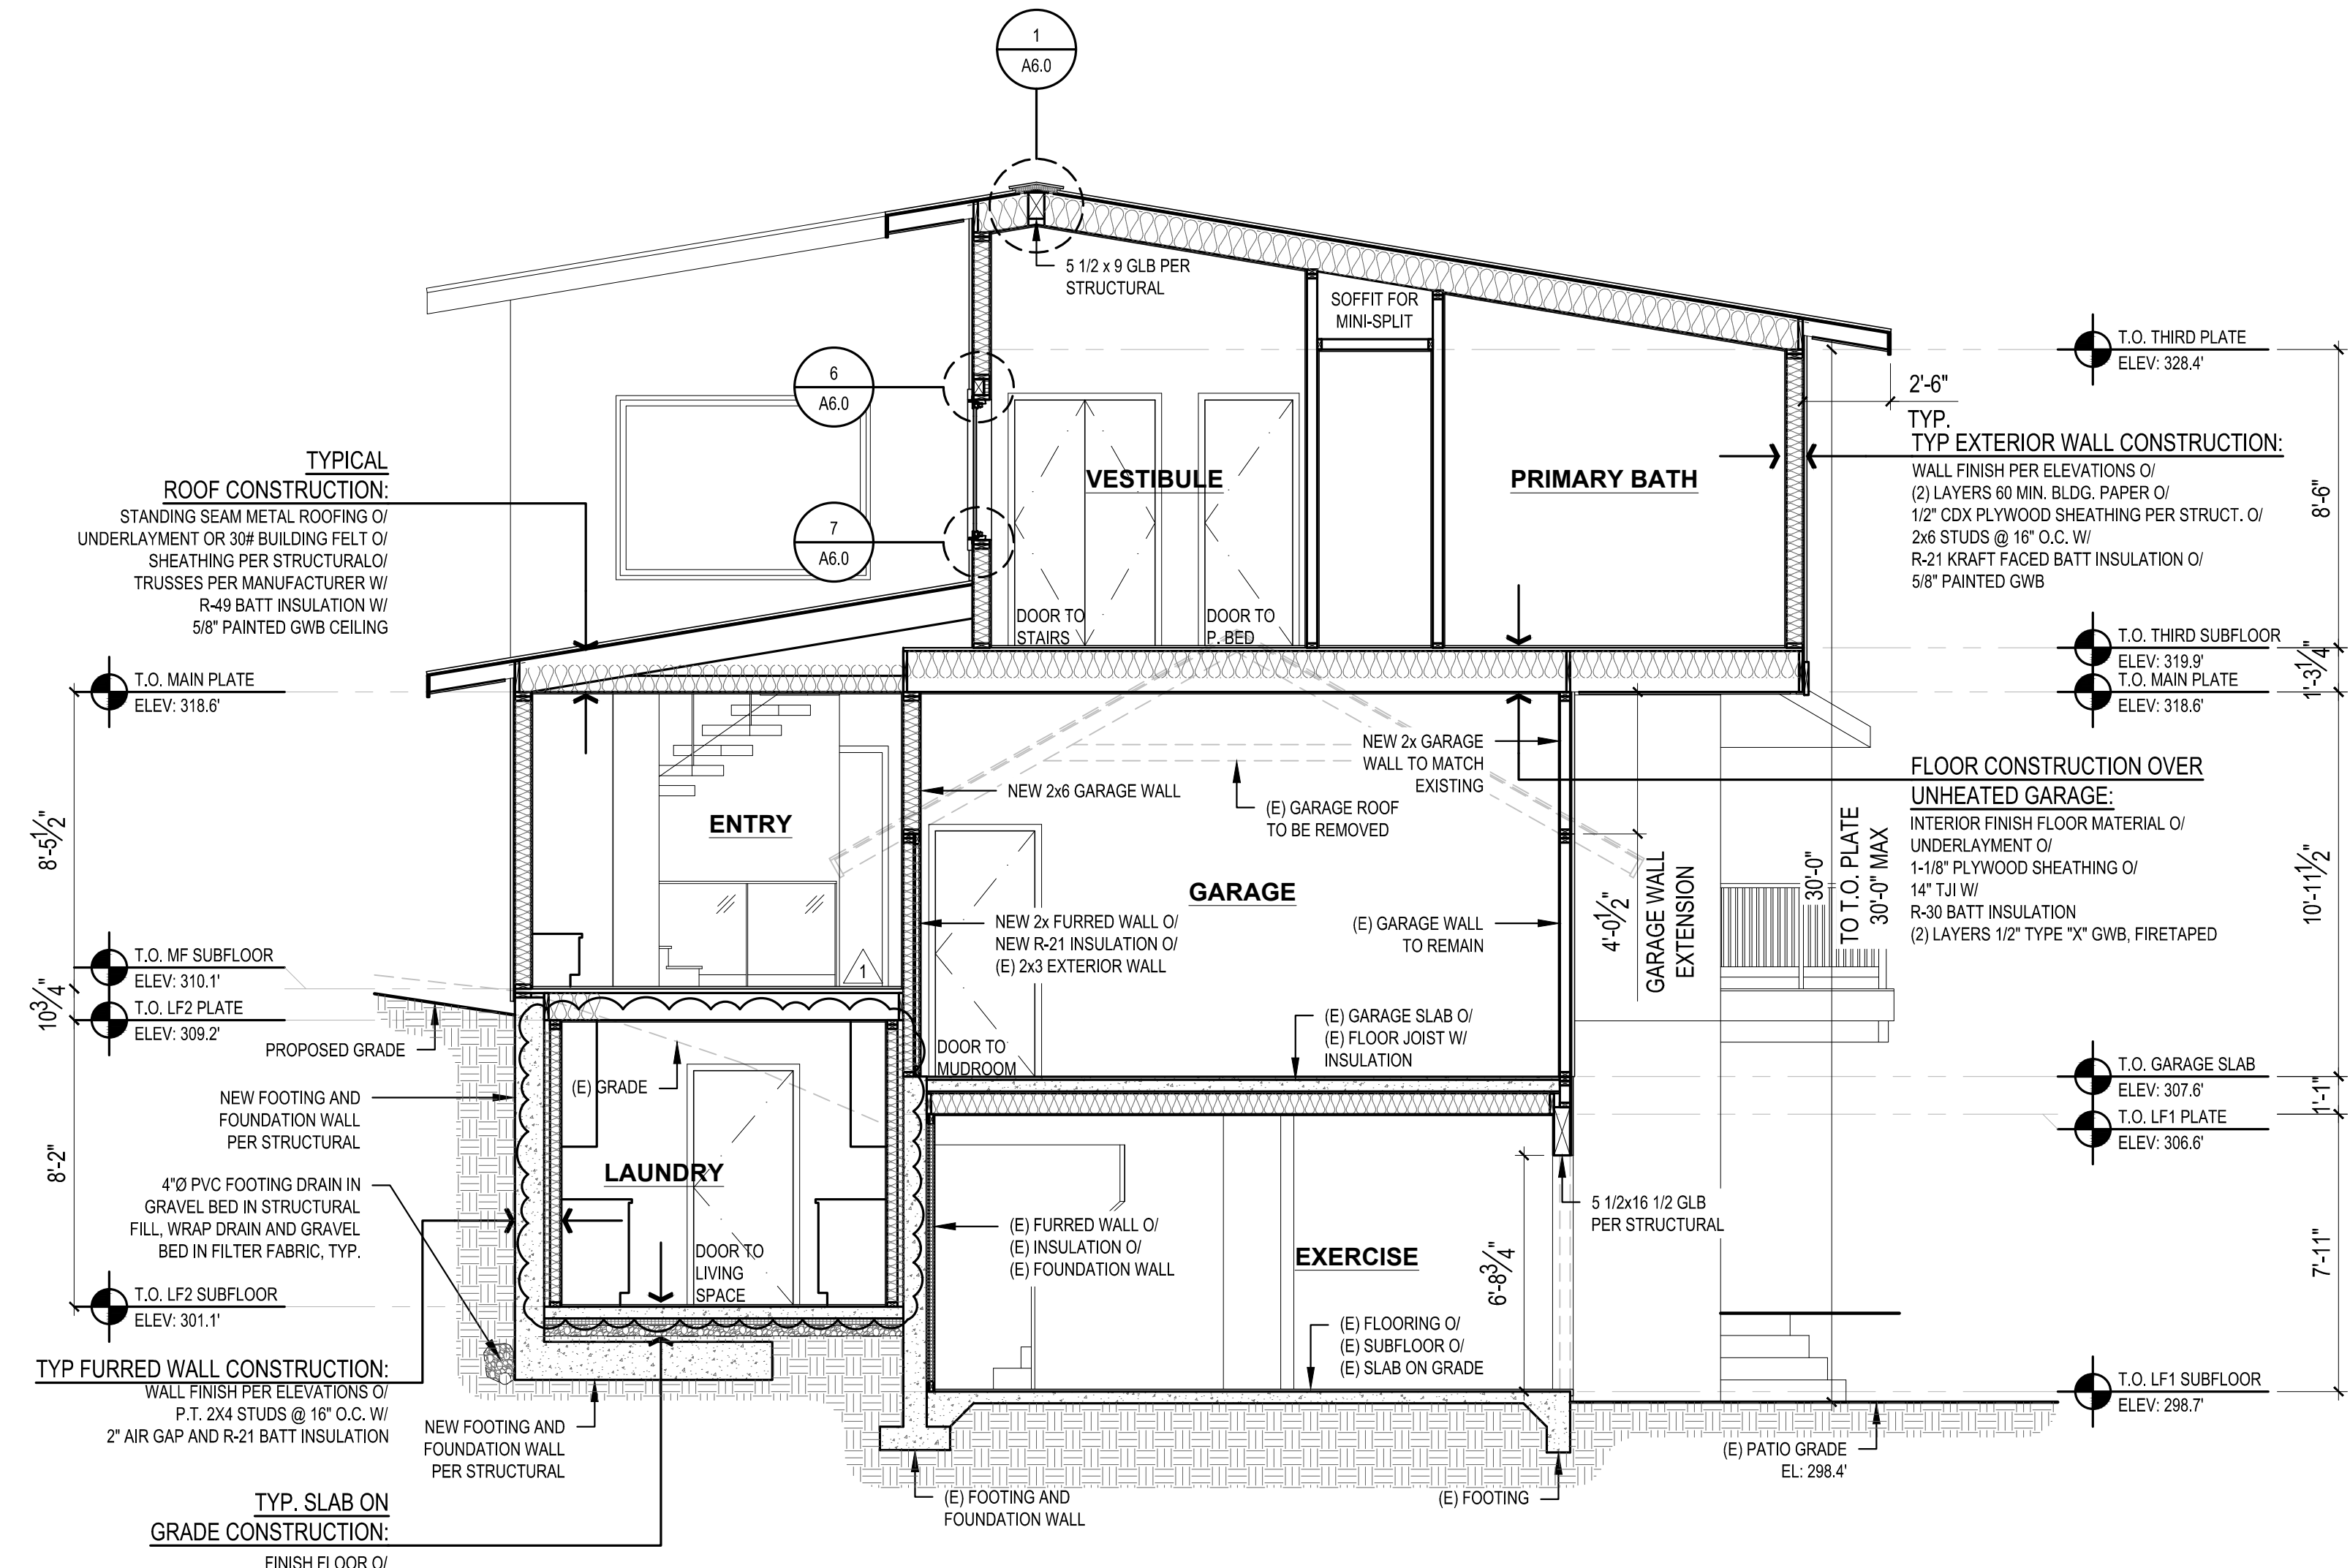 1
A6.0
5 1/2 x 9 GLB PER
STRUCTURAL
SOFFIT FOR
MINI-SPLIT
6
A6.0
7
A6.0
VESTIBULE
PRIMARY BATH
DOOR TO
STAIRS
DOOR TO
P. BED
TYPICAL
ROOF CONSTRUCTION:
STANDING SEAM METAL ROOFING O/
UNDERLAYMENT OR 30# BUILDING FELT O/
SHEATHING PER STRUCTURALO/
TRUSSES PER MANUFACTURER W/
R-49 BATT INSULATION W/
5/8" PAINTED GWB CEILING
T.O. THIRD PLATE
ELEV: 328.4'
2'-6"
TYP.
TYP EXTERIOR WALL CONSTRUCTION:
WALL FINISH PER ELEVATIONS O/
(2) LAYERS 60 MIN. BLDG. PAPER O/
1/2" CDX PLYWOOD SHEATHING PER STRUCT. O/
2x6 STUDS @ 16" O.C. W/
R-21 KRAFT FACED BATT INSULATION O/
5/8" PAINTED GWB
8'-6"
T.O. THIRD SUBFLOOR
ELEV: 319.9'
T.O. MAIN PLATE
ELEV: 318.6'
1'-3 1/4"
T.O. MAIN PLATE
ELEV: 318.6'
8'-5 1/2"
ENTRY
1
NEW 2x6 GARAGE WALL
(E) GARAGE ROOF
TO BE REMOVED
NEW 2x GARAGE
WALL TO MATCH
EXISTING
GARAGE
NEW 2x FURRED WALL O/
NEW R-21 INSULATION O/
(E) 2x3 EXTERIOR WALL
(E) GARAGE WALL
TO REMAIN
4'-0 1/2"
GARAGE WALL
EXTENSION
30'-0"
TO T.O. PLATE
30'-0" MAX
FLOOR CONSTRUCTION OVER
UNHEATED GARAGE:
INTERIOR FINISH FLOOR MATERIAL O/
UNDERLAYMENT O/
1-1/8" PLYWOOD SHEATHING O/
14" TJI W/
R-30 BATT INSULATION
(2) LAYERS 1/2" TYPE "X" GWB, FIRETAPED
10'-11 1/2"
T.O. MF SUBFLOOR
ELEV: 310.1'
10 3/4"
T.O. LF2 PLATE
ELEV: 309.2'
PROPOSED GRADE
(E) GRADE
DOOR TO
MUDROOM
(E) GARAGE SLAB O/
(E) FLOOR JOIST W/
INSULATION
T.O. GARAGE SLAB
ELEV: 307.6'
1'-1"
T.O. LF1 PLATE
ELEV: 306.6'
NEW FOOTING AND
FOUNDATION WALL
PER STRUCTURAL
8'-2"
4"Ø PVC FOOTING DRAIN IN
GRAVEL BED IN STRUCTURAL
FILL, WRAP DRAIN AND GRAVEL
BED IN FILTER FABRIC, TYP.
LAUNDRY
DOOR TO
LIVING
SPACE
(E) FURRED WALL O/
(E) INSULATION O/
(E) FOUNDATION WALL
EXERCISE
6'-8 3/4"
5 1/2x16 1/2 GLB
PER STRUCTURAL
7'-11"
T.O. LF2 SUBFLOOR
ELEV: 301.1'
(E) FLOORING O/
(E) SUBFLOOR O/
(E) SLAB ON GRADE
TYP FURRED WALL CONSTRUCTION:
WALL FINISH PER ELEVATIONS O/
P.T. 2X4 STUDS @ 16" O.C. W/
2" AIR GAP AND R-21 BATT INSULATION
NEW FOOTING AND
FOUNDATION WALL
PER STRUCTURAL
T.O. LF1 SUBFLOOR
ELEV: 298.7'
(E) PATIO GRADE
EL: 298.4'
(E) FOOTING AND
FOUNDATION WALL
(E) FOOTING
TYP. SLAB ON
GRADE CONSTRUCTION:
FINISH FLOOR O/